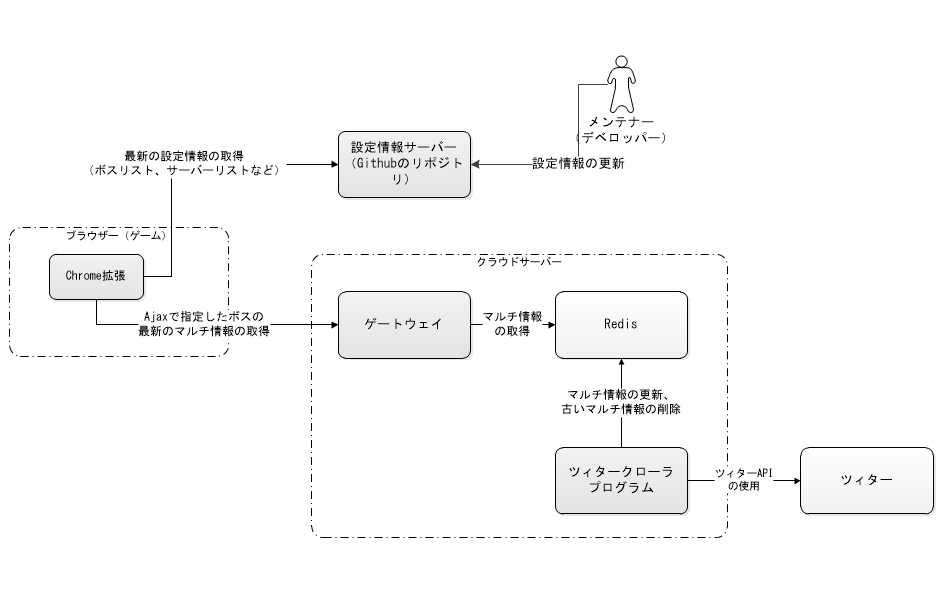 メンテナー
（デベロッパー）
設定情報の更新
設定情報サーバー
（Githubのリポジト
リ）
最新の設定情報の取得
（ボスリスト、サーバーリストなど）
ブラウザー（ゲーム）
Chrome拡張
Ajaxで指定したボスの
最新のマルチ情報の取得
クラウドサーバー
ゲートウェイ
マルチ情報
の取得
Redis
マルチ情報の更新、
古いマルチ情報の削除
ツィタークローラ
プログラム
ツィターAPI
の使用
ツィター